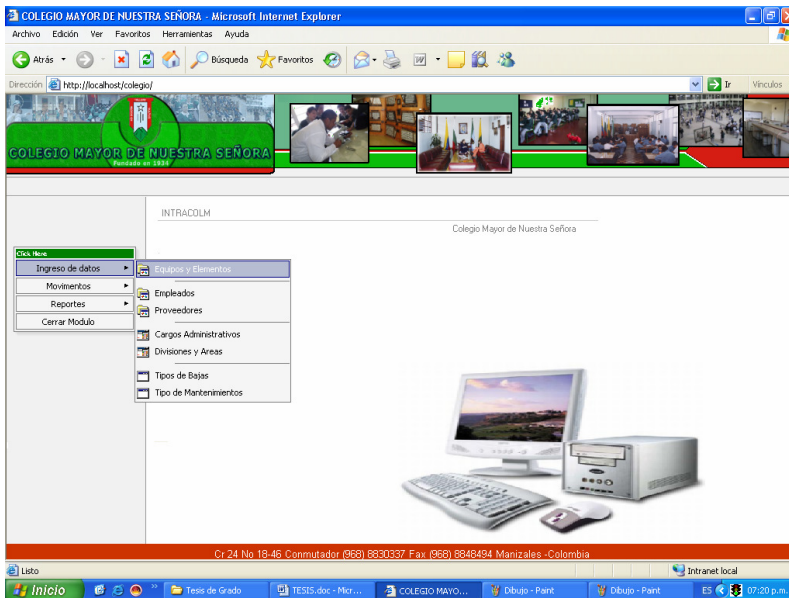 COLEGIO MAYOR DE NUESTRA SEÑORA - Microsoft Internet Explorer
Archivo Edición Ver Favoritos Herramientas Ayuda
Atrás Búsqueda Favoritos
Dirección http://localhost/colegio/ Ir Vínculos
COLEGIO MAYOR DE NUESTRA SEÑORA
Fundado en 1934
INTRACOLM
Colegio Mayor de Nuestra Señora
Click Here
Ingreso de datos
Movimentos
Reportes
Cerrar Modulo
Equipos y Elementos
Empleados
Proveedores
Cargos Administrativos
Divisiones y Areas
Tipos de Bajas
Tipo de Mantenimientos
Cr 24 No 18-46 Conmutador (968) 8830337 Fax (968) 8848494 Manizales -Colombia
Listo Intranet local
Inicio Tesis de Grado TESIS.doc - Micr... COLEGIO MAYO... Dibujo - Paint Dibujo - Paint ES 07:20 p.m.